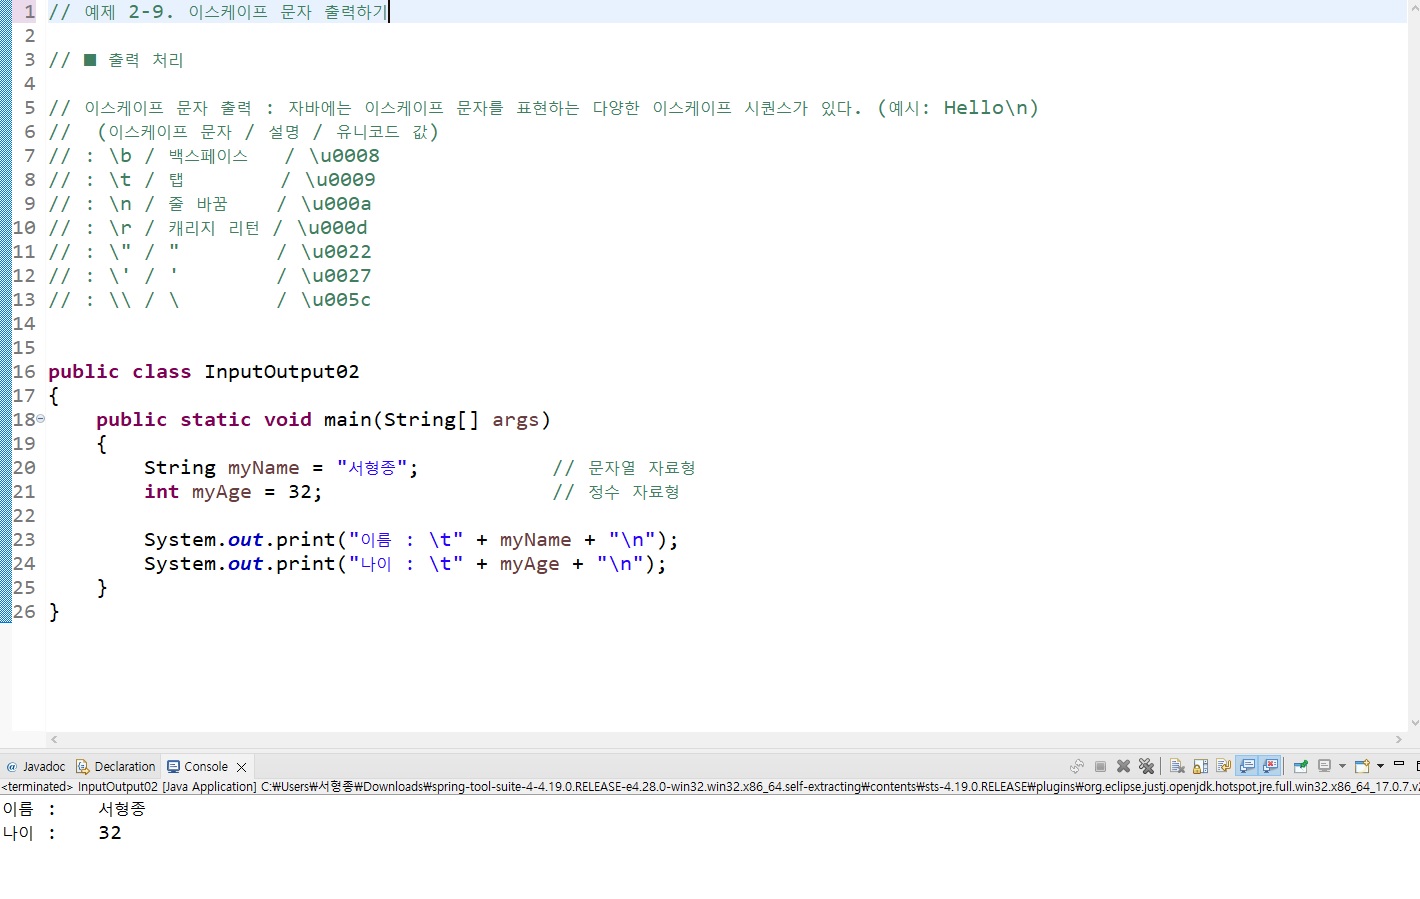 1 // 예제 2-9. 이스케이프 문자 출력하기
2
3 // ■ 출력 처리
4
5 // 이스케이프 문자 출력 : 자바에는 이스케이프 문자를 표현하는 다양한 이스케이프 시퀀스가 있다. (예시: Hello\n)
6 //  (이스케이프 문자 / 설명 / 유니코드 값)
7 // : \b / 백스페이스   / \u0008
8 // : \t / 탭        / \u0009
9 // : \n / 줄 바꿈    / \u000a
10 // : \r / 캐리지 리턴 / \u000d
11 // : \" / "        / \u0022
12 // : \' / '        / \u0027
13 // : \\ / \        / \u005c
14
15
16 public class InputOutput02
17 {
18     public static void main(String[] args)
19     {
20         String myName = "서형종";           // 문자열 자료형
21         int myAge = 32;                   // 정수 자료형
22
23         System.out.print("이름 : \t" + myName + "\n");
24         System.out.print("나이 : \t" + myAge + "\n");
25     }
26 }
@ Javadoc Declaration Console
<terminated> InputOutput02 [Java Application] C:₩Users₩서형종₩Downloads₩spring-tool-suite-4-4.19.0.RELEASE-e4.28.0-win32.win32.x86_64.self-extracting₩contents₩sts-4.19.0.RELEASE₩plugins₩org.eclipse.justj.openjdk.hotspot.jre.full.win32.x86_64_17.0.7.v2
이름 :    서형종
나이 :    32